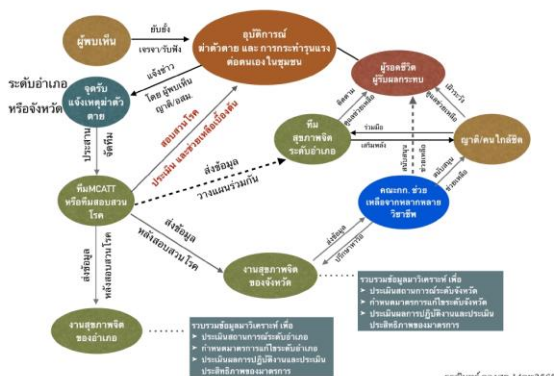 ผู้พบเห็น
ยับยั้ง
เจรจา/รับฟัง
อุบัติการณ์
ฆ่าตัวตาย และ การกระทำรุนแรง
ต่อตนเองในชุมชน
ระดับอำเภอ
หรือจังหวัด
จุดรับ
แจ้งเหตุฆ่าตัว
ตาย
แจ้งข่าว
โดย ผู้พบเห็น
ญาติ/อสม.
ผู้รอดชีวิต
ผู้รับผลกระทบ
ติดตาม
ดูแลช่วยเหลือ
เฝ้าระวัง
ดูแลช่วยเหลือ
สอบสวนโรค
ประเมิน และช่วยเหลือเบื้องต้น
ประสาน
จัดทีม
ทีม
สุขภาพจิต
ระดับอำเภอ
ร่วมมือ
เสริมพลัง
ญาติ/คนใกล้ชิด
สนับสนุน
ช่วยเหลือ
สนับสนุน
ช่วยเหลือ
ส่งข้อมูล
วางแผนร่วมกัน
ทีมMCATT
หรือทีมสอบสวน
โรค
คณะกก. ช่วย
เหลือจากหลากหลาย
วิชาชีพ
ส่งข้อมูล
หลังสอบสวนโรค
ส่งข้อมูล
หลังสอบสวนโรค
ส่งข้อมูล
ปรึกษาหารือ
งานสุขภาพจิต
ของจังหวัด
รวบรวมข้อมูลมาวิเคราะห์ เพื่อ
➤ ประเมินสถานการณ์ระดับจังหวัด
➤ กำหนดมาตรการแก้ไขระดับจังหวัด
➤ ประเมินผลการปฏิบัติงานและประเมิน
ประสิทธิภาพของมาตรการ
งานสุขภาพจิต
ของอำเภอ
รวบรวมข้อมูลมาวิเคราะห์ เพื่อ
➤ ประเมินสถานการณ์ระดับอำเภอ
➤ กำหนดมาตรการแก้ไขระดับอำเภอ
➤ ประเมินผลการปฏิบัติงานและประเมิน
ประสิทธิภาพของมาตรการ